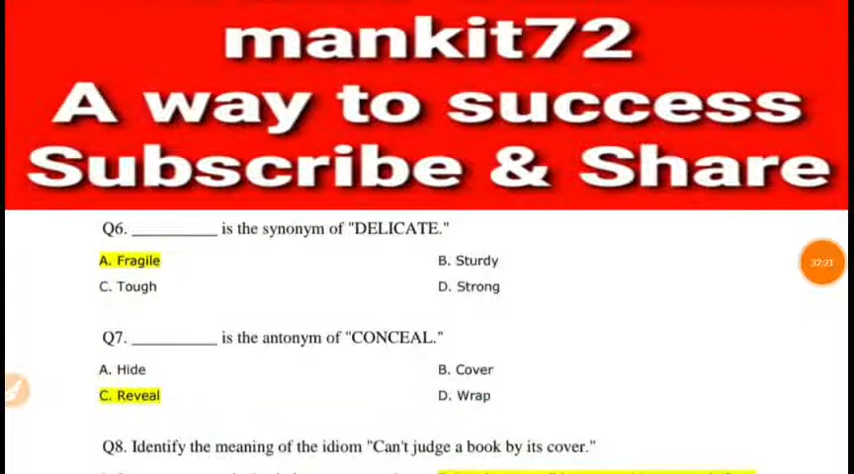 mankit72
A way to success
Subscribe & Share
Q6. __________ is the synonym of "DELICATE."
A. Fragile B. Sturdy
C. Tough D. Strong
32:21
Q7. __________ is the antonym of "CONCEAL."
A. Hide B. Cover
C. Reveal D. Wrap
Q8. Identify the meaning of the idiom "Can't judge a book by its cover."